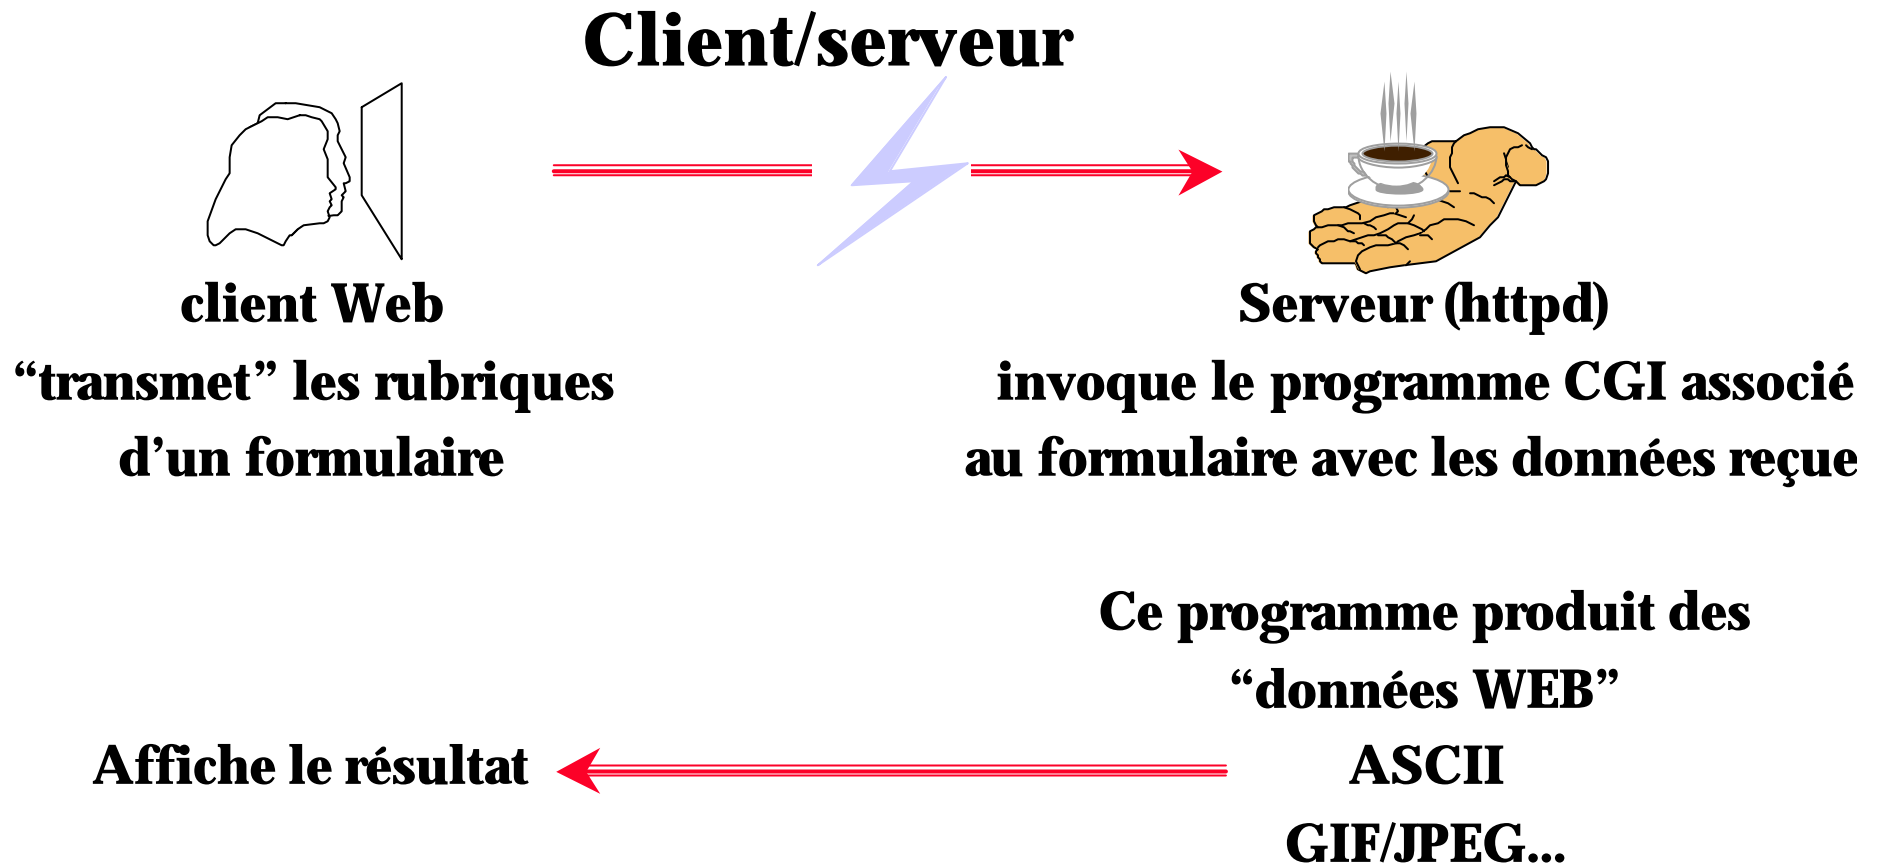 Client/serveur
client Web
“transmet” les rubriques
d’un formulaire
Serveur (httpd)
invoque le programme CGI associé
au formulaire avec les données reçue
Ce programme produit des
“données WEB”
ASCII
GIF/JPEG...
Affiche le résultat